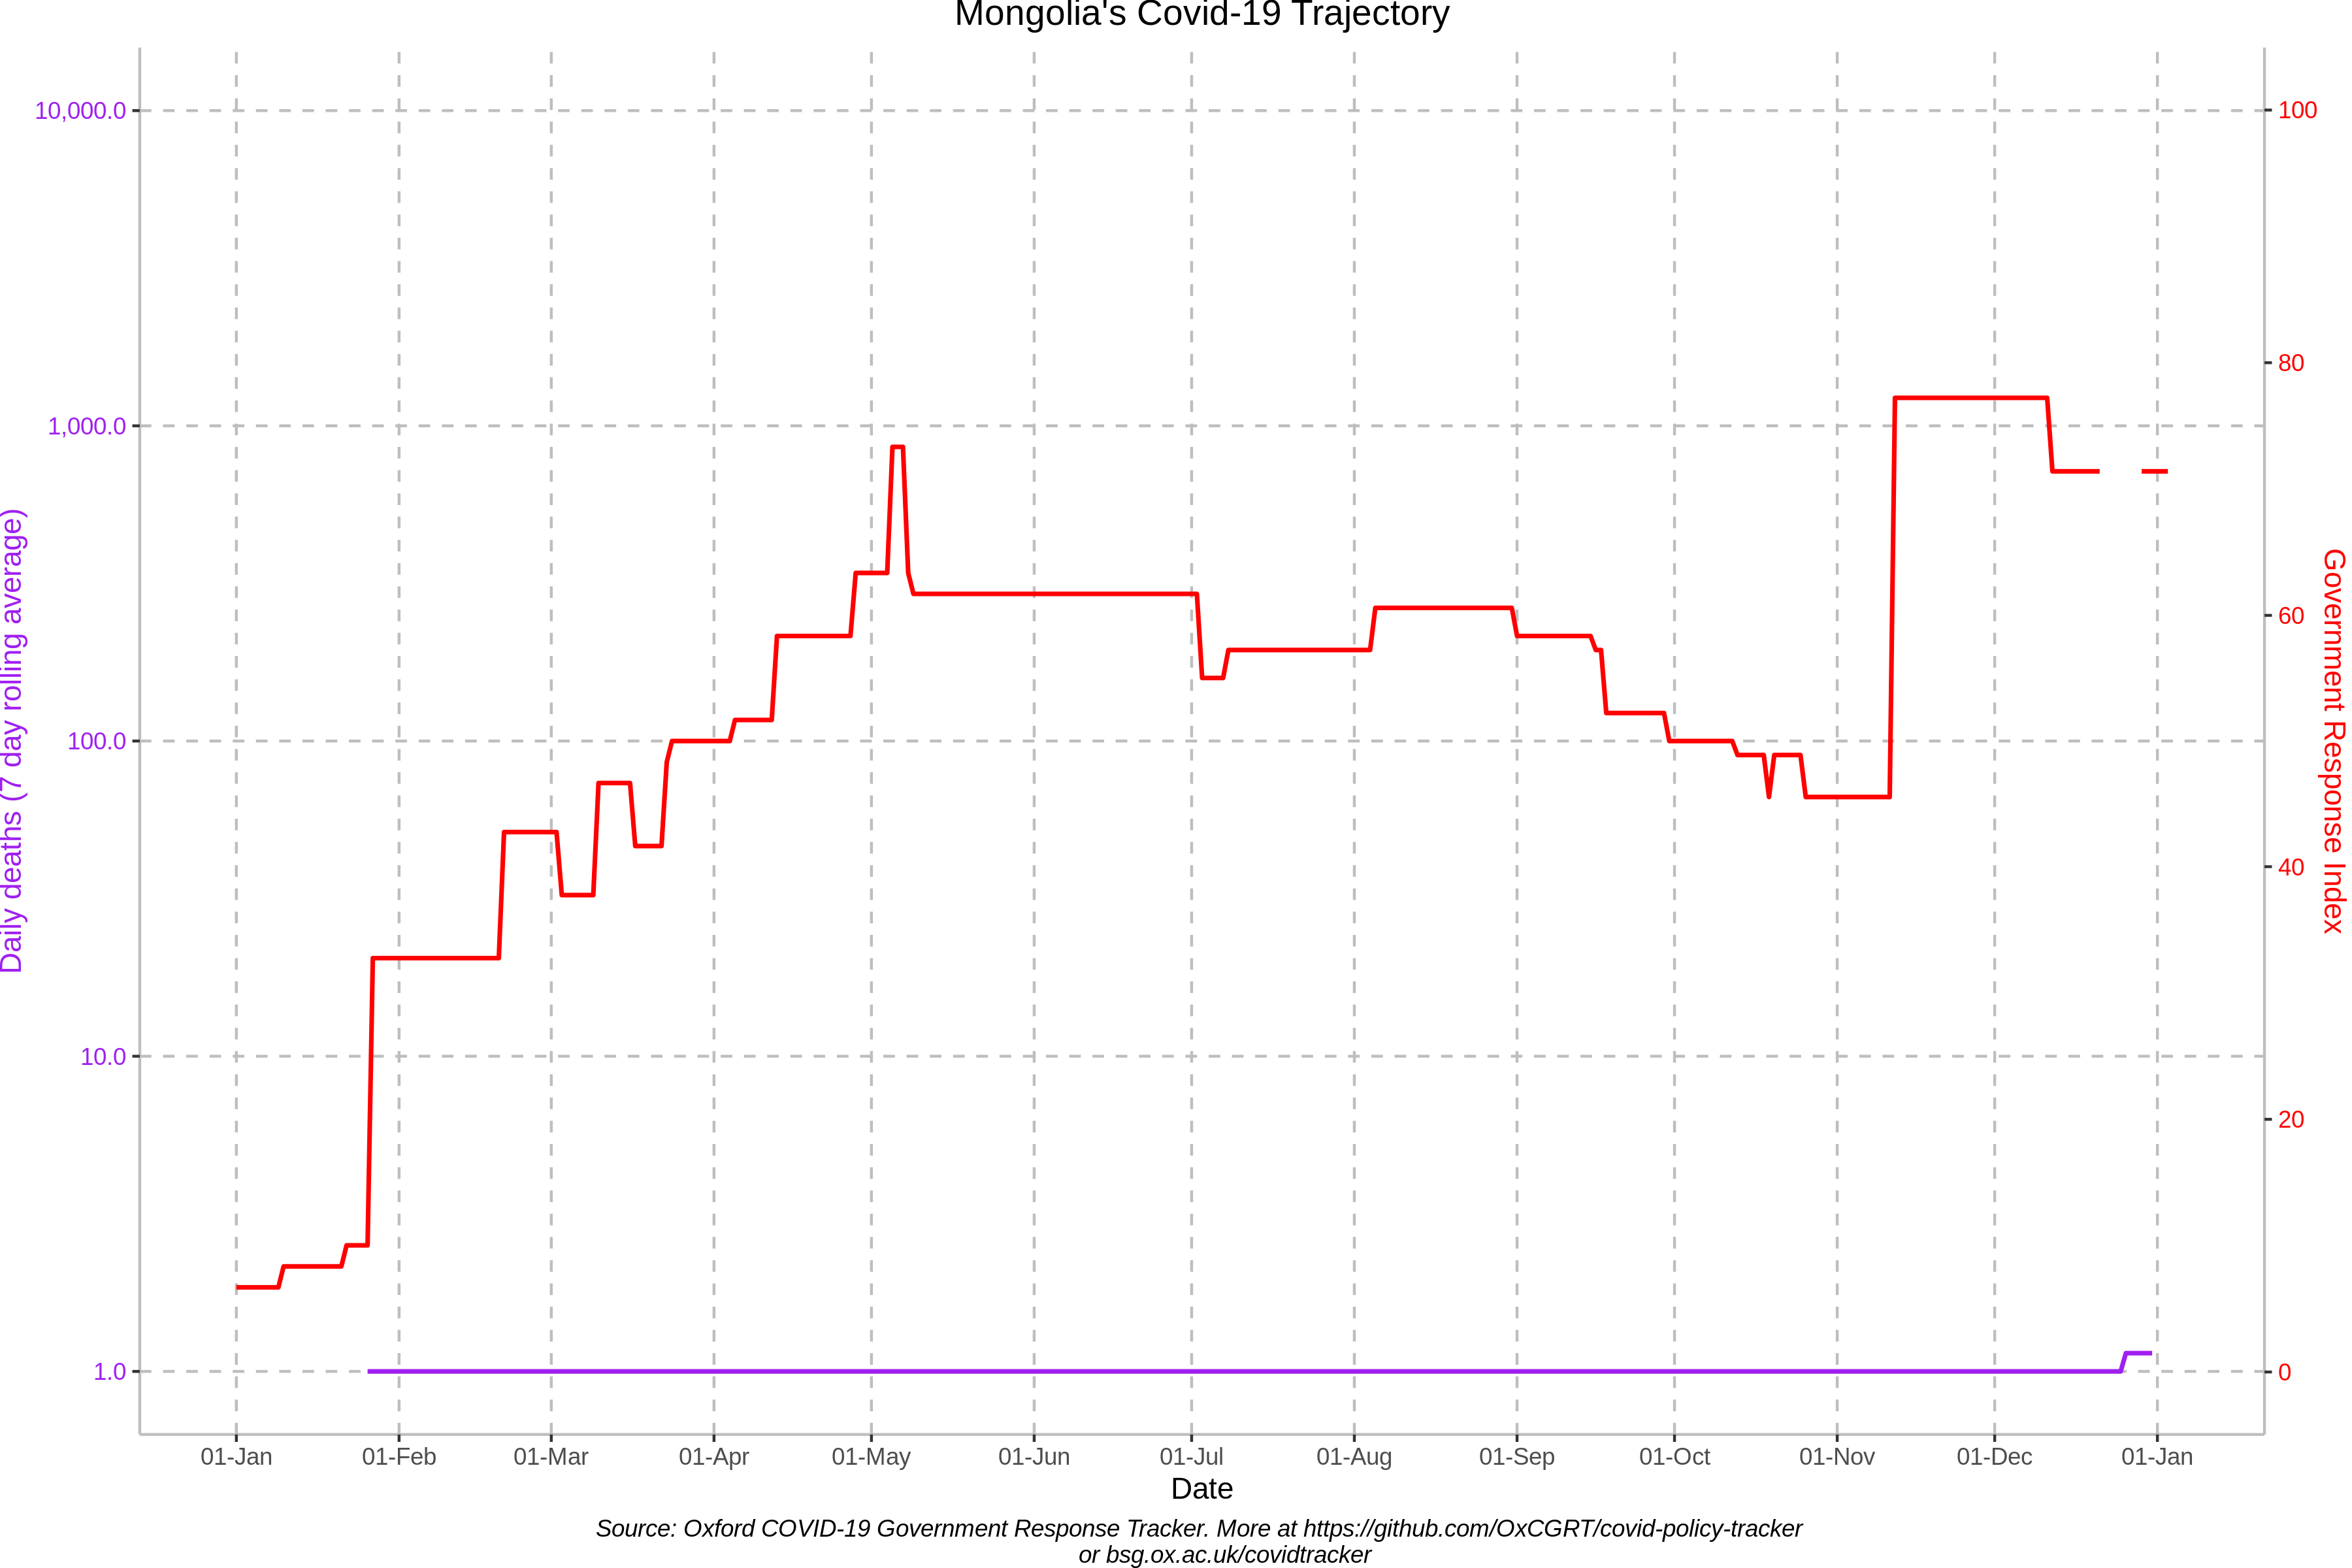 Mongolia's Covid-19 Trajectory
10,000.0
1,000.0
100.0
10.0
1.0
Daily deaths (7 day rolling average)
100
80
60
40
20
0
Government Response Index
01-Jan 01-Feb 01-Mar 01-Apr 01-May 01-Jun 01-Jul 01-Aug 01-Sep 01-Oct 01-Nov 01-Dec 01-Jan
Date
Source: Oxford COVID-19 Government Response Tracker. More at https://github.com/OxCGRT/covid-policy-tracker
or bsg.ox.ac.uk/covidtracker